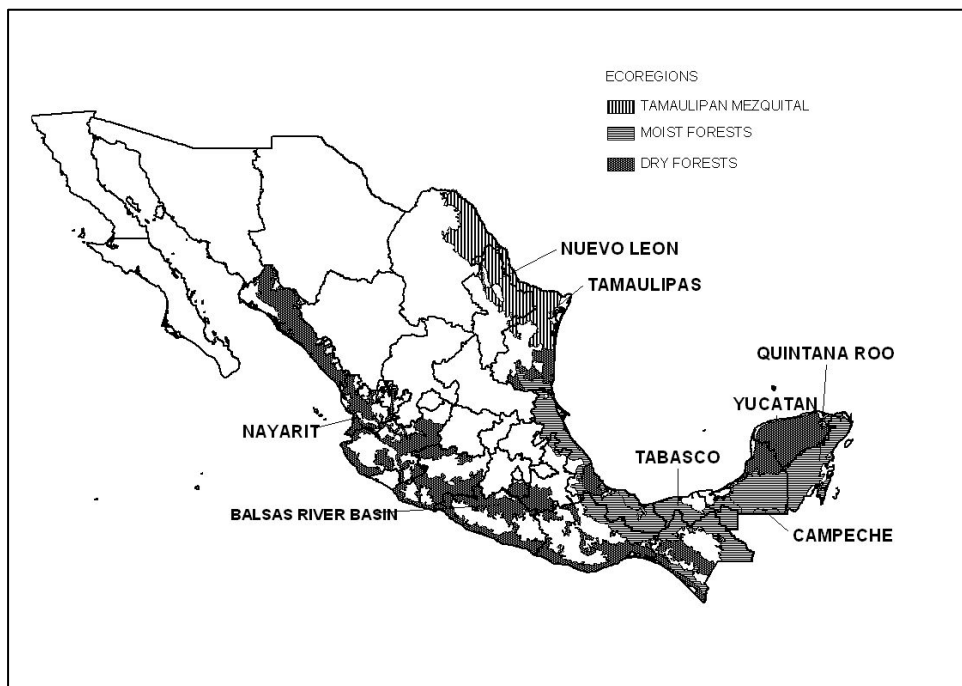 ECOREGIONS
TAMAULIPAN MEZQUITAL
MOIST FORESTS
DRY FORESTS
NUEVO LEON
TAMAULIPAS
QUINTANA ROO
YUCATAN
NAYARIT
TABASCO
BALSAS RIVER BASIN
CAMPECHE